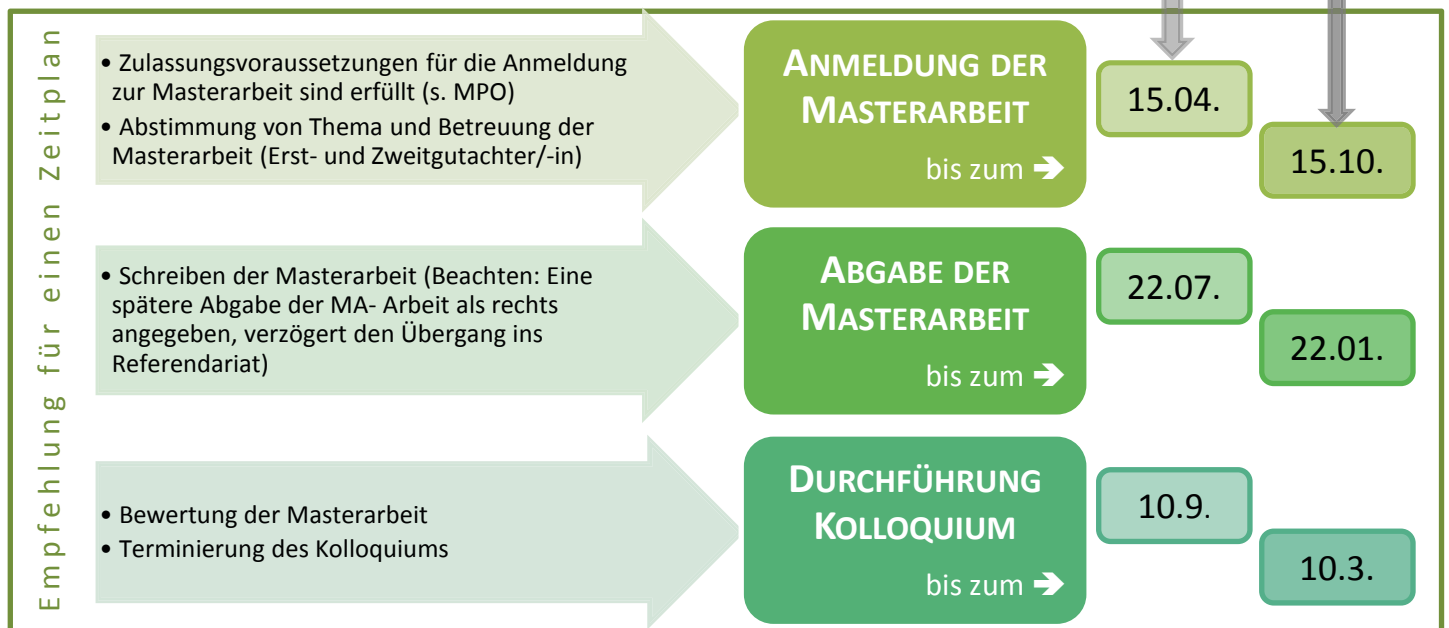 Empfehlung für einen Zeitplan
• Zulassungsvoraussetzungen für die Anmeldung
zur Masterarbeit sind erfüllt (s. MPO)
• Abstimmung von Thema und Betreuung der
Masterarbeit (Erst- und Zweitgutachter/-in)
ANMELDUNG DER
MASTERARBEIT
bis zum ➔
15.04.
15.10.
• Schreiben der Masterarbeit (Beachten: Eine
spätere Abgabe der MA- Arbeit als rechts
angegeben, verzögert den Übergang ins
Referendariat)
ABGABE DER
MASTERARBEIT
bis zum ➔
22.07.
22.01.
• Bewertung der Masterarbeit
• Terminierung des Kolloquiums
DURCHFÜHRUNG
KOLLOQUIUM
bis zum ➔
10.9.
10.3.